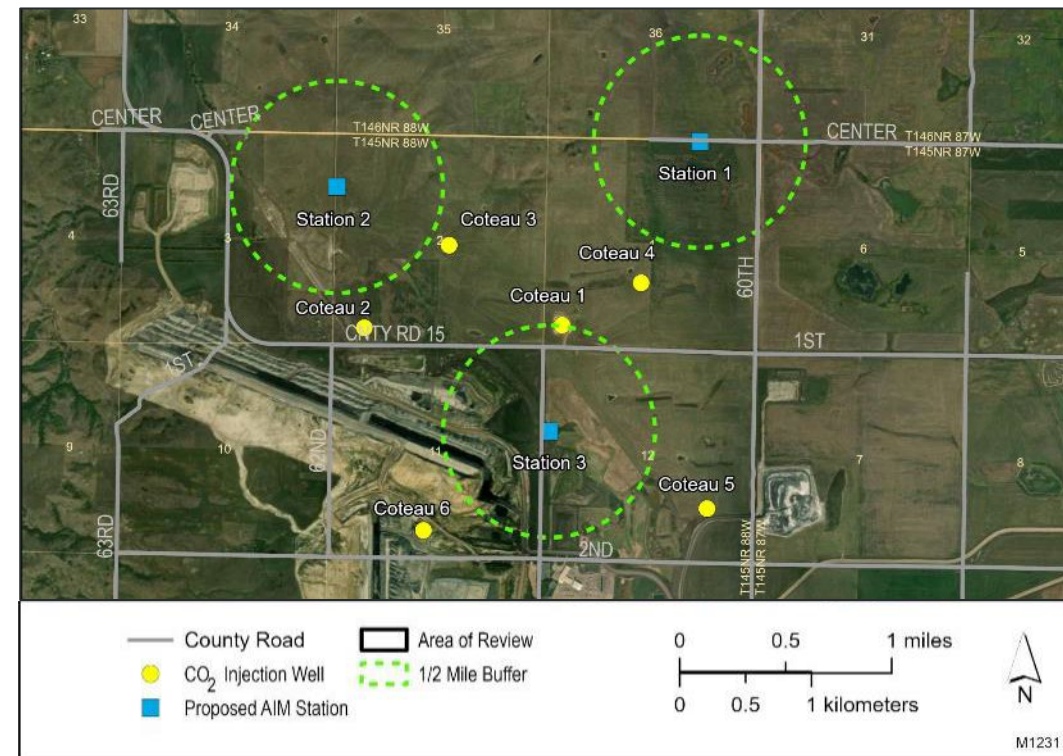 33
34
35
36
31
32
CENTER
CENTER
T146NR 88W
T145NR 88W
CENTER
T146NR 87W
T145NR 87W
63RD
Station 2
Station 1
Coteau 3
4
3
2
Coteau 4
6
5
60TH
Coteau 2
Coteau 1
CNTY RD 15
1ST
1ST
9
10
62ND
11
Station 3
12
7
8
Coteau 5
Coteau 6
63RD
2ND
T145NR 88W
T145NR 87W
County Road
CO2 Injection Well
Proposed AIM Station
Area of Review
1/2 Mile Buffer
0 0.5 1 miles
0 0.5 1 kilometers
N
M1231